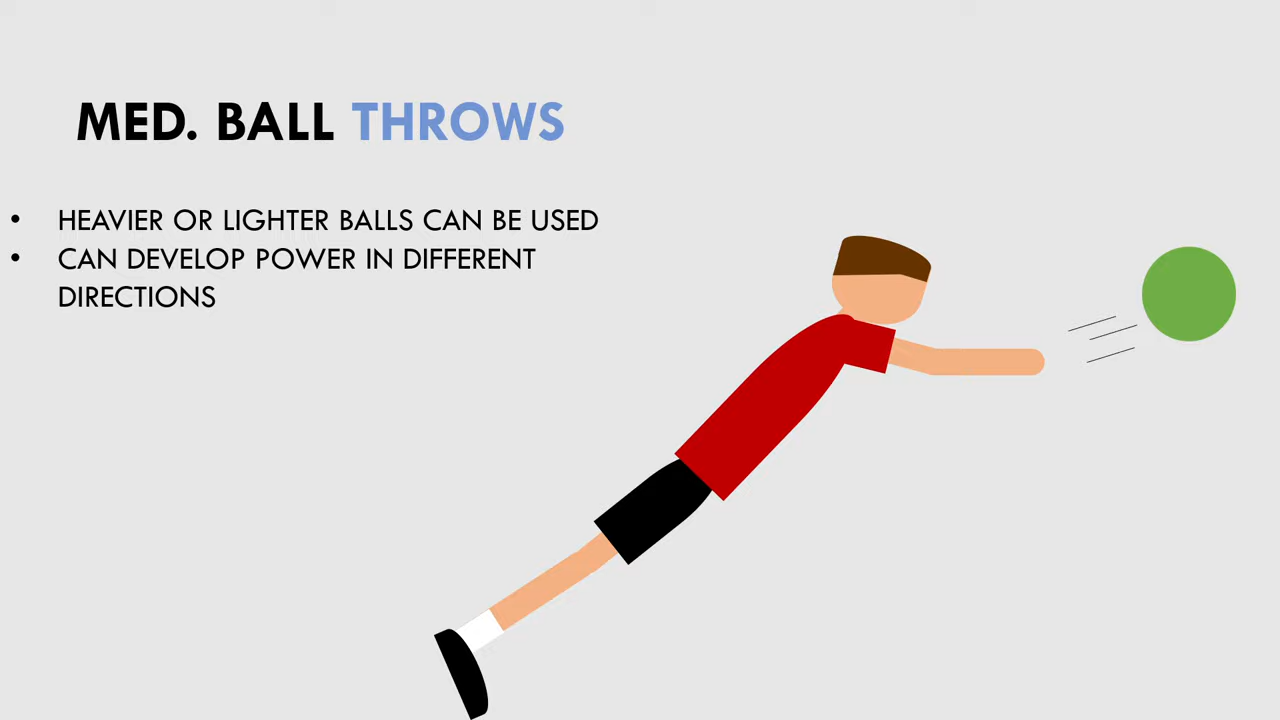 MED. BALL THROWS
• HEAVIER OR LIGHTER BALLS CAN BE USED
• CAN DEVELOP POWER IN DIFFERENT
DIRECTIONS